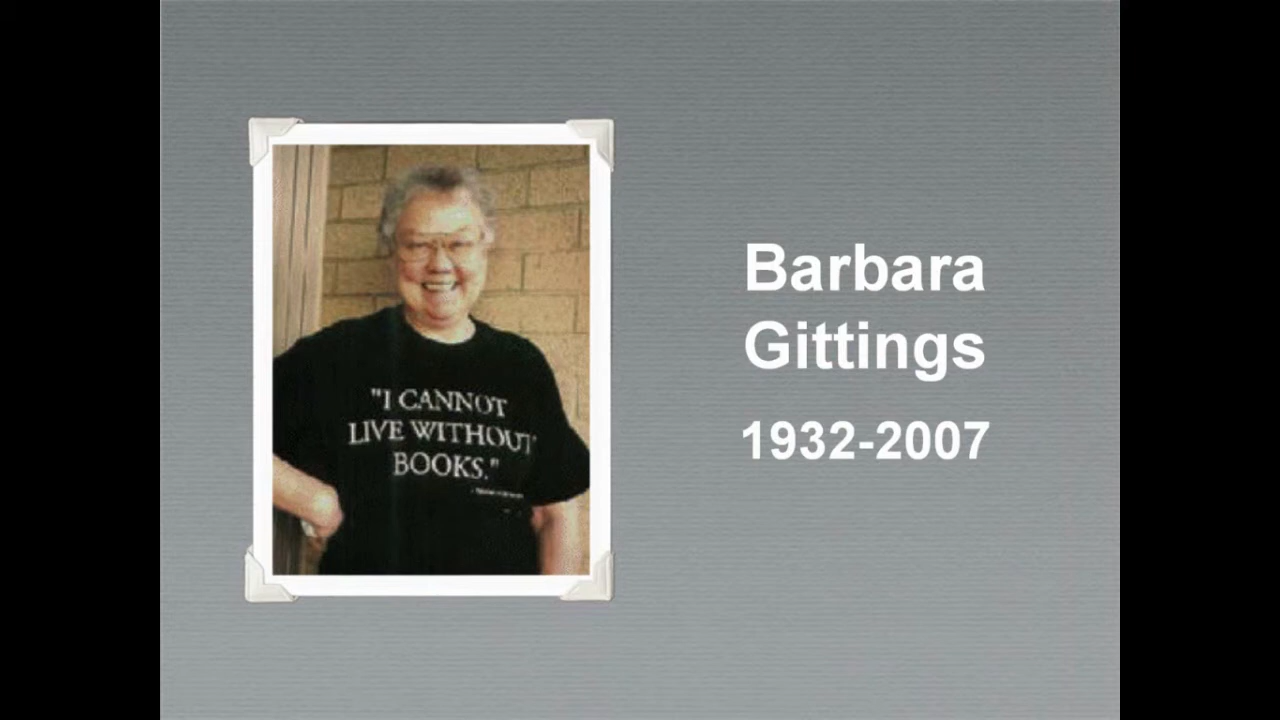 "I CANNOT
LIVE WITHOUT
BOOKS."
Barbara
Gittings
1932-2007